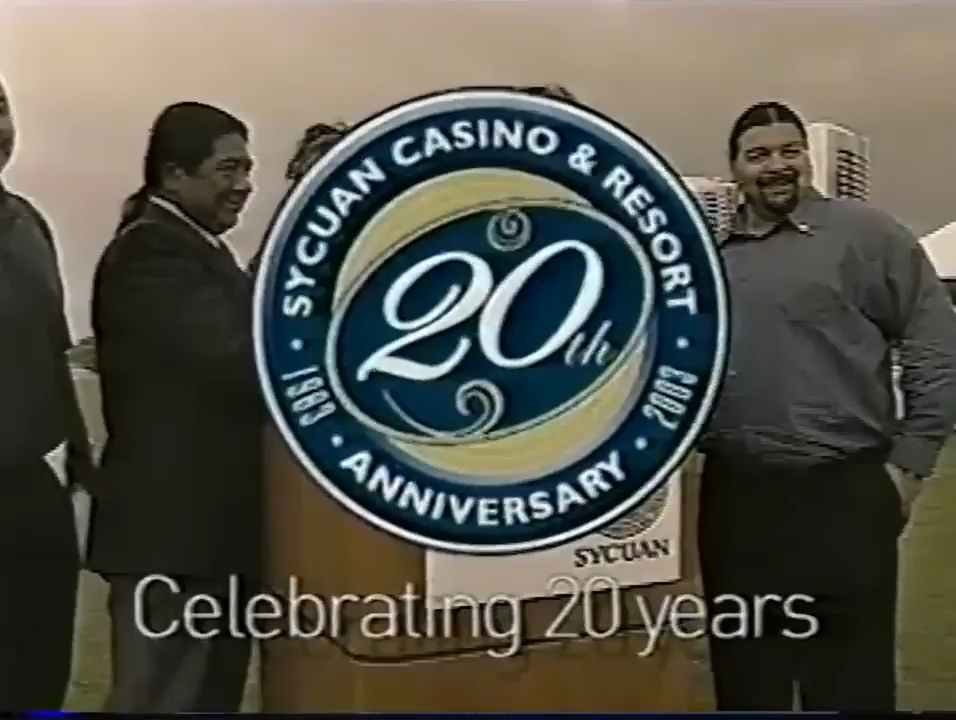 SYCUAN CASINO & RESORT
20th
1983
2003
ANNIVERSARY
SYCUAN
Celebrating 20 years